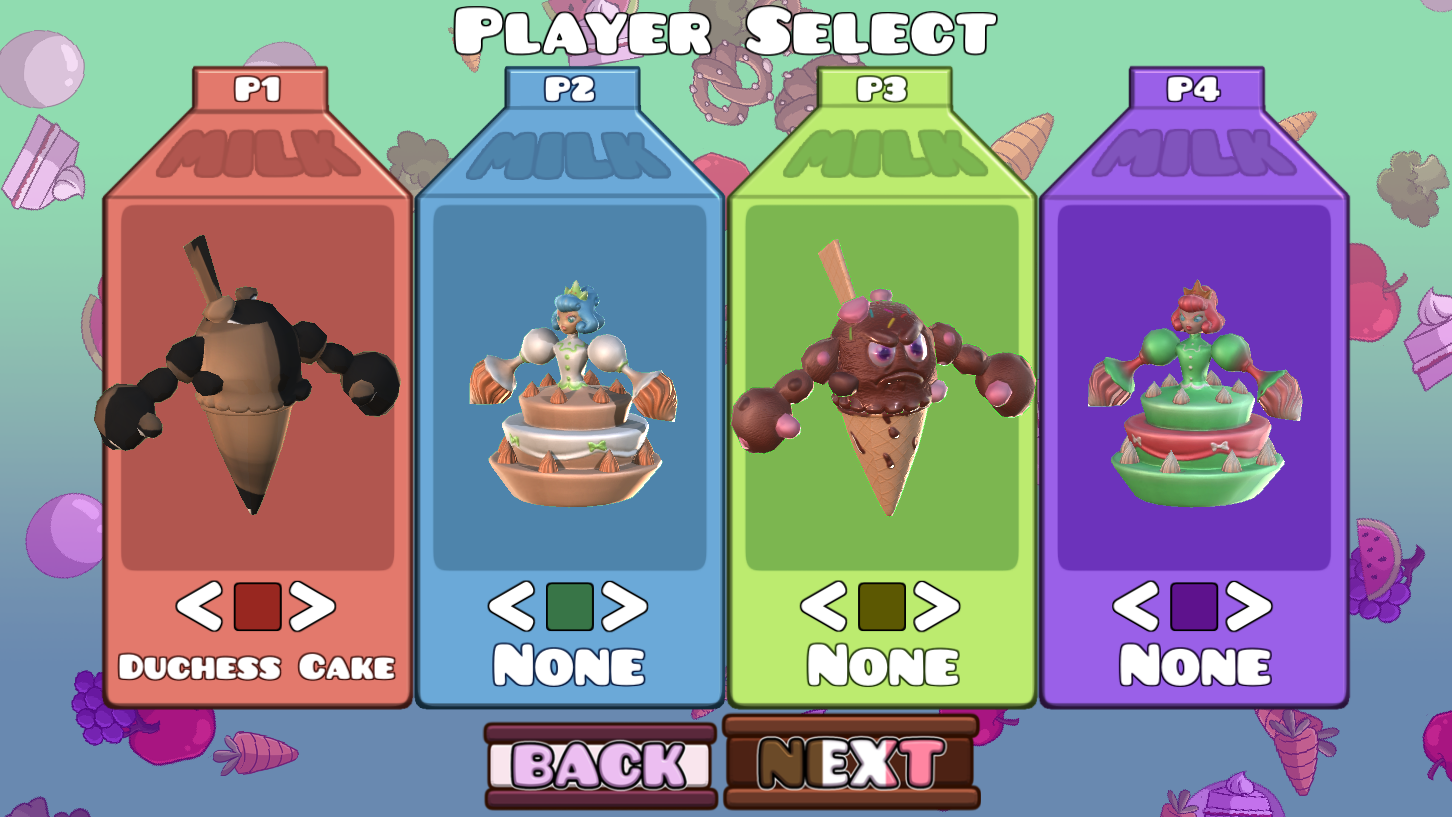 Player Select
P1
P2
P3
P4
MILK
MILK
MILK
MILK
Duchess Cake
None
None
None
BACK
NEXT